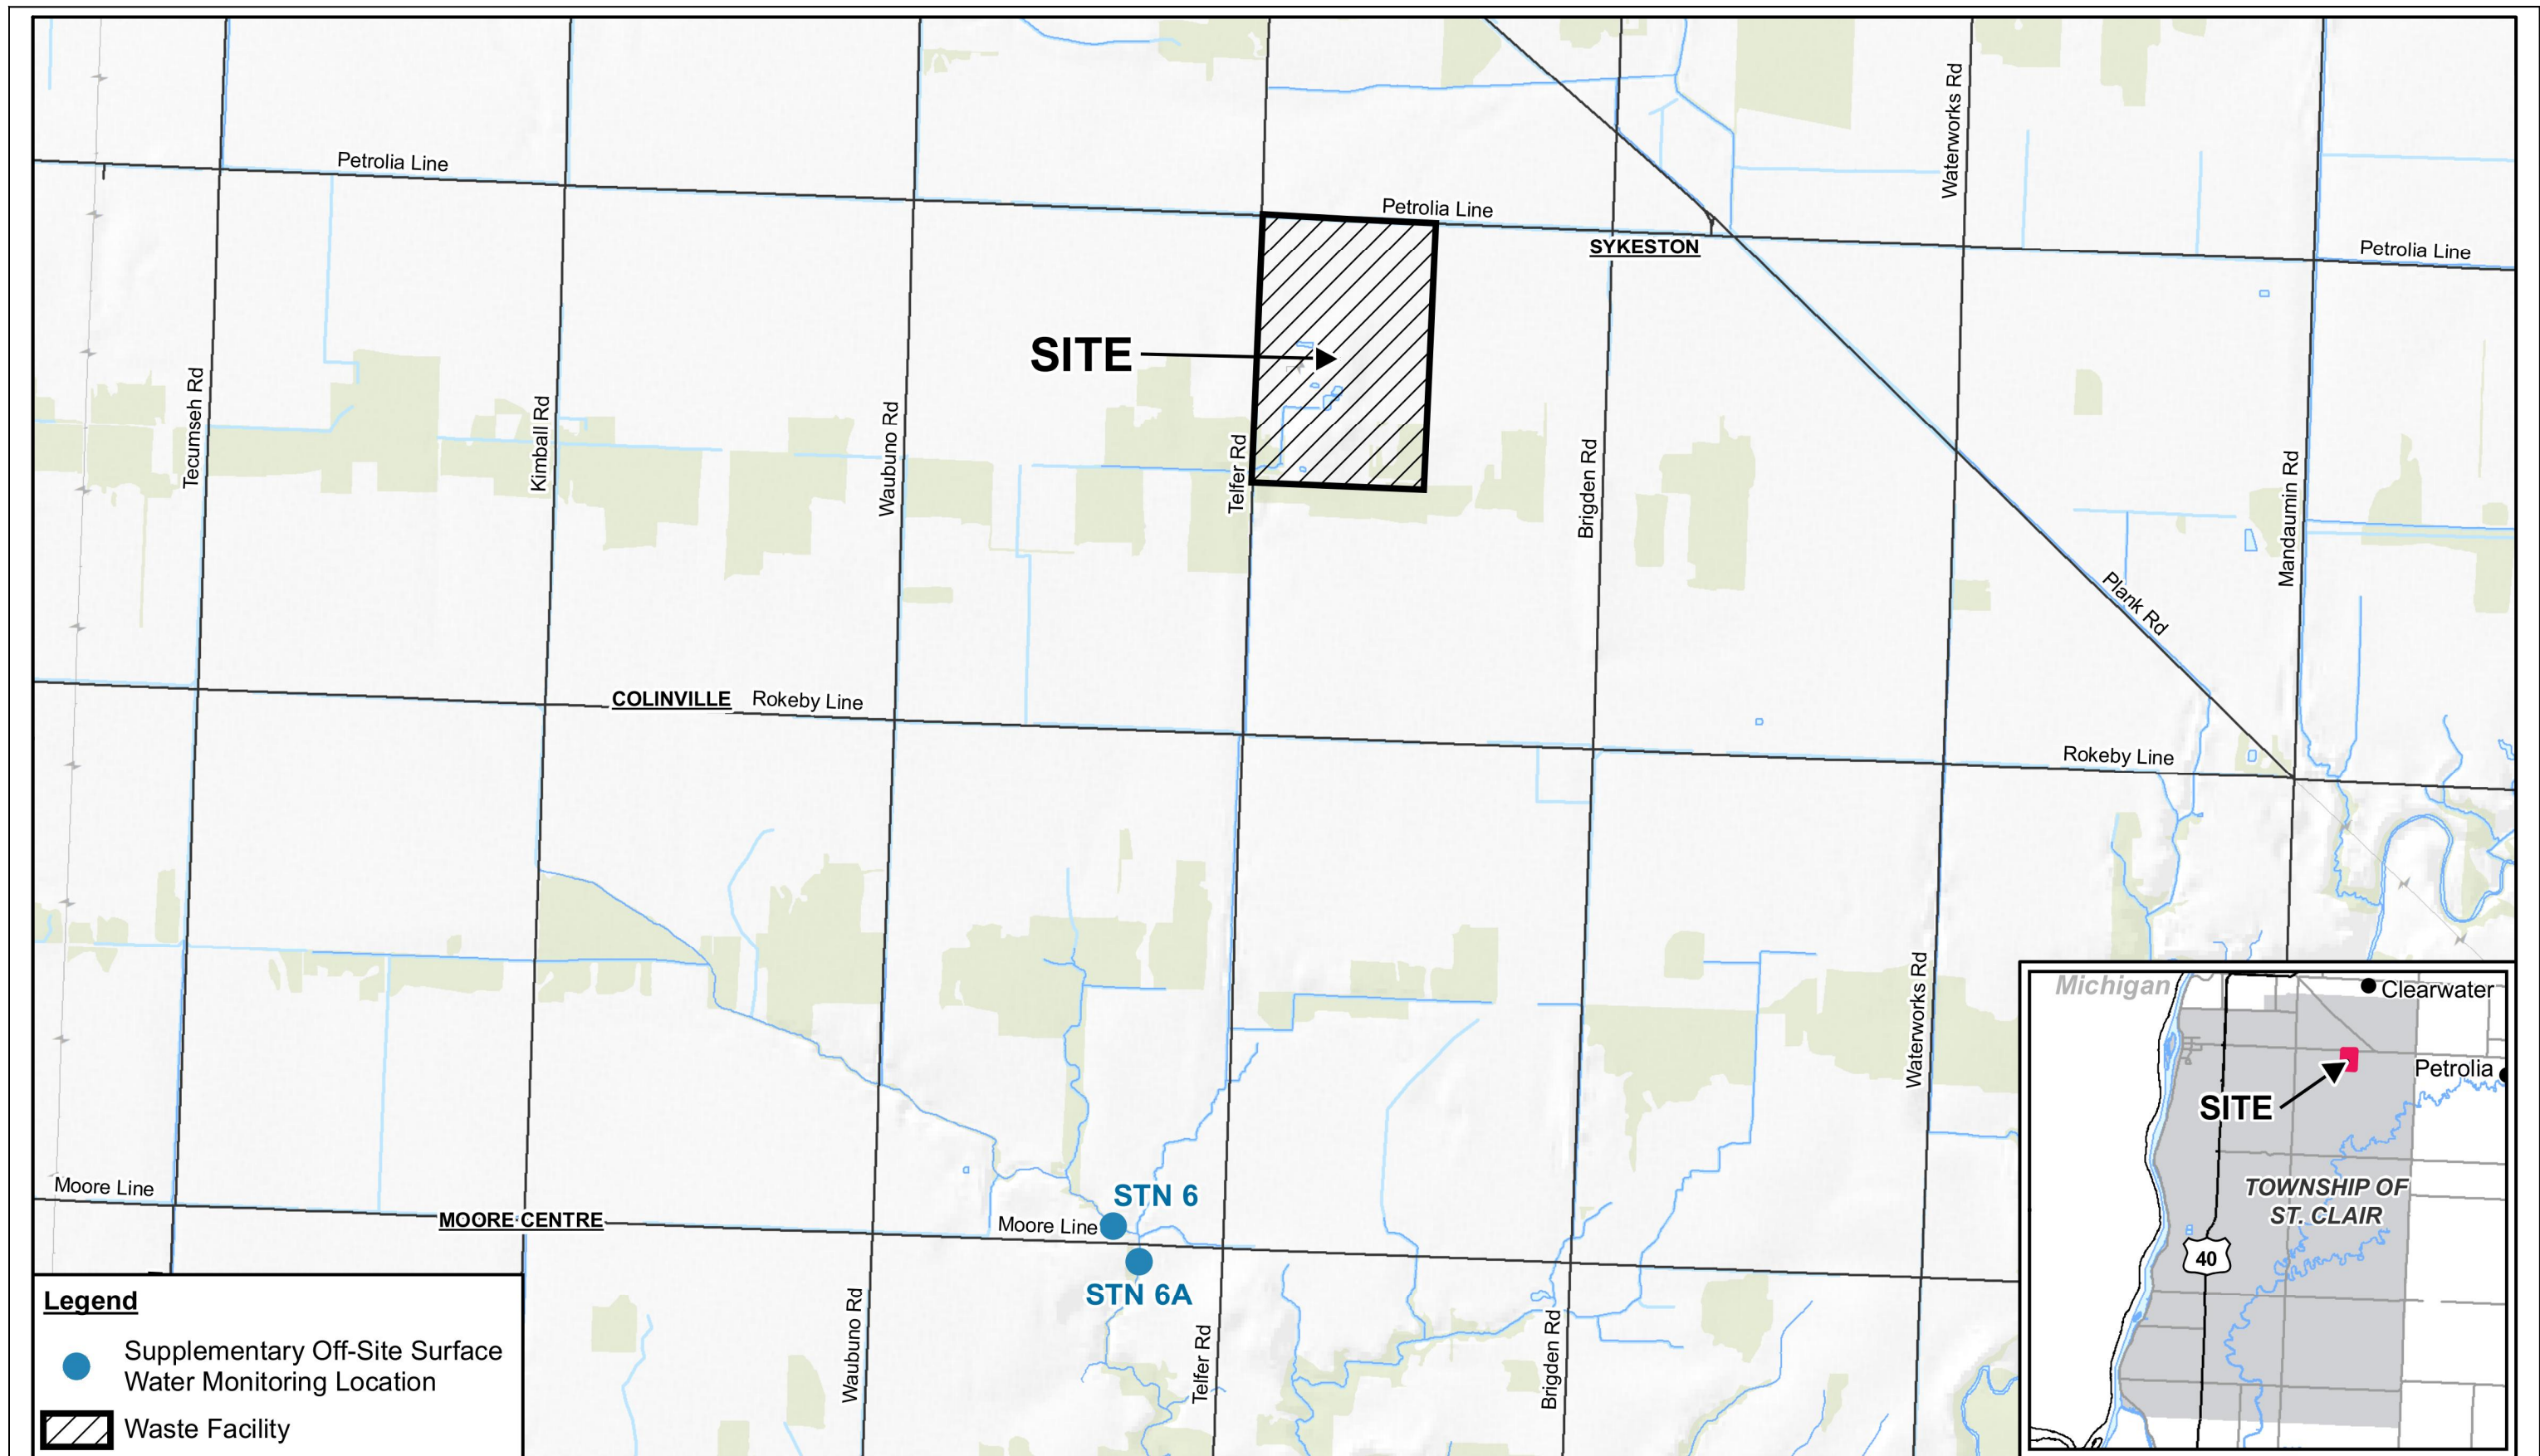 Waterworks Rd
Petrolia Line
Petrolia Line
SYKESTON
Petrolia Line
SITE
Tecumseh Rd
Kimball Rd
Waubuno Rd
Telfer Rd
Brigden Rd
Mandaumin Rd
Plank Rd
COLINVILLE
Rokeby Line
Rokeby Line
Waterworks Rd
Moore Line
MOORE CENTRE
Moore Line
STN 6
STN 6A
Waubuno Rd
Telfer Rd
Brigden Rd
Legend
Supplementary Off-Site Surface
Water Monitoring Location
Waste Facility
Michigan
Clearwater
Petrolia
SITE
TOWNSHIP OF
ST. CLAIR
40